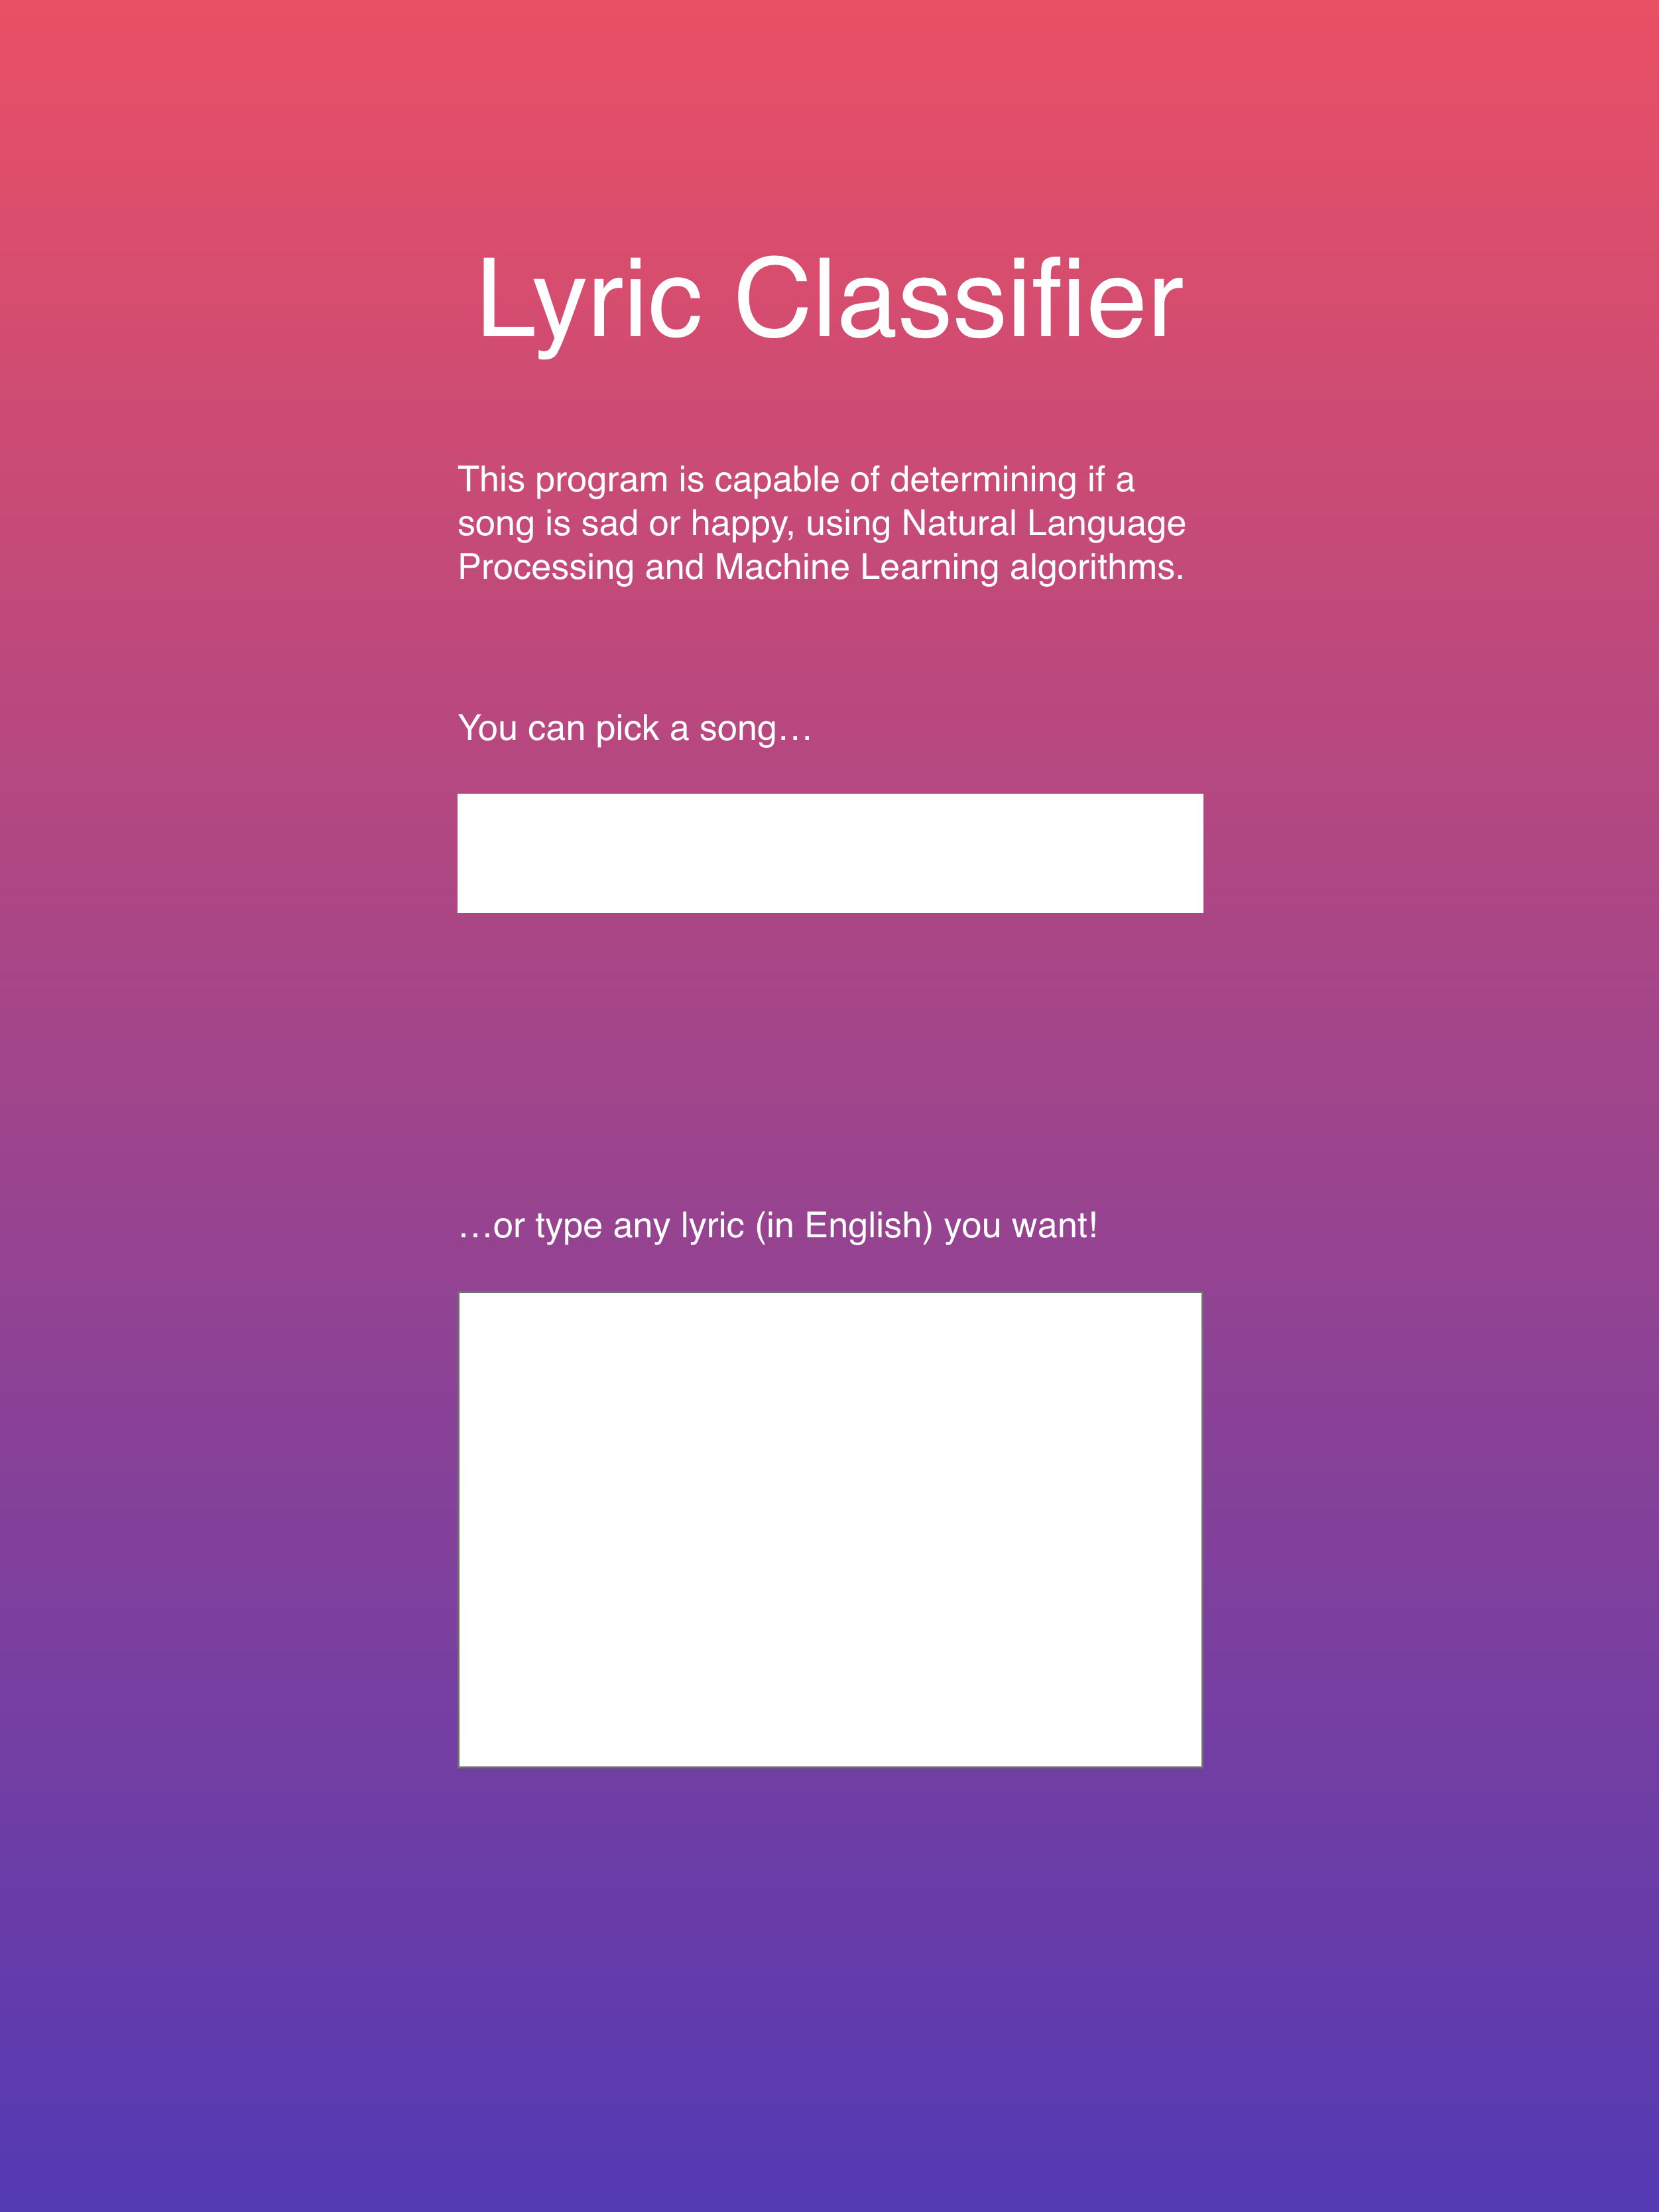 Lyric Classifier
This program is capable of determining if a
song is sad or happy, using Natural Language
Processing and Machine Learning algorithms.
You can pick a song…
…or type any lyric (in English) you want!